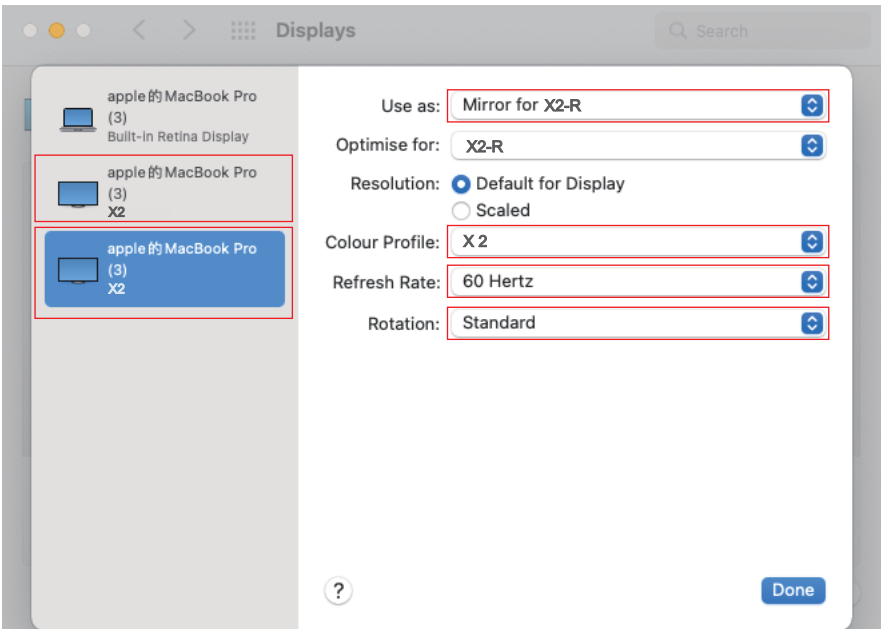 Displays
Search
apple的MacBook Pro
(3)
Built-in Retina Display
apple的MacBook Pro
(3)
X2
apple的MacBook Pro
(3)
X2
Use as: Mirror for X2-R
Optimise for: X2-R
Resolution: Default for Display
Scaled
Colour Profile: X 2
Refresh Rate: 60 Hertz
Rotation: Standard
?
Done